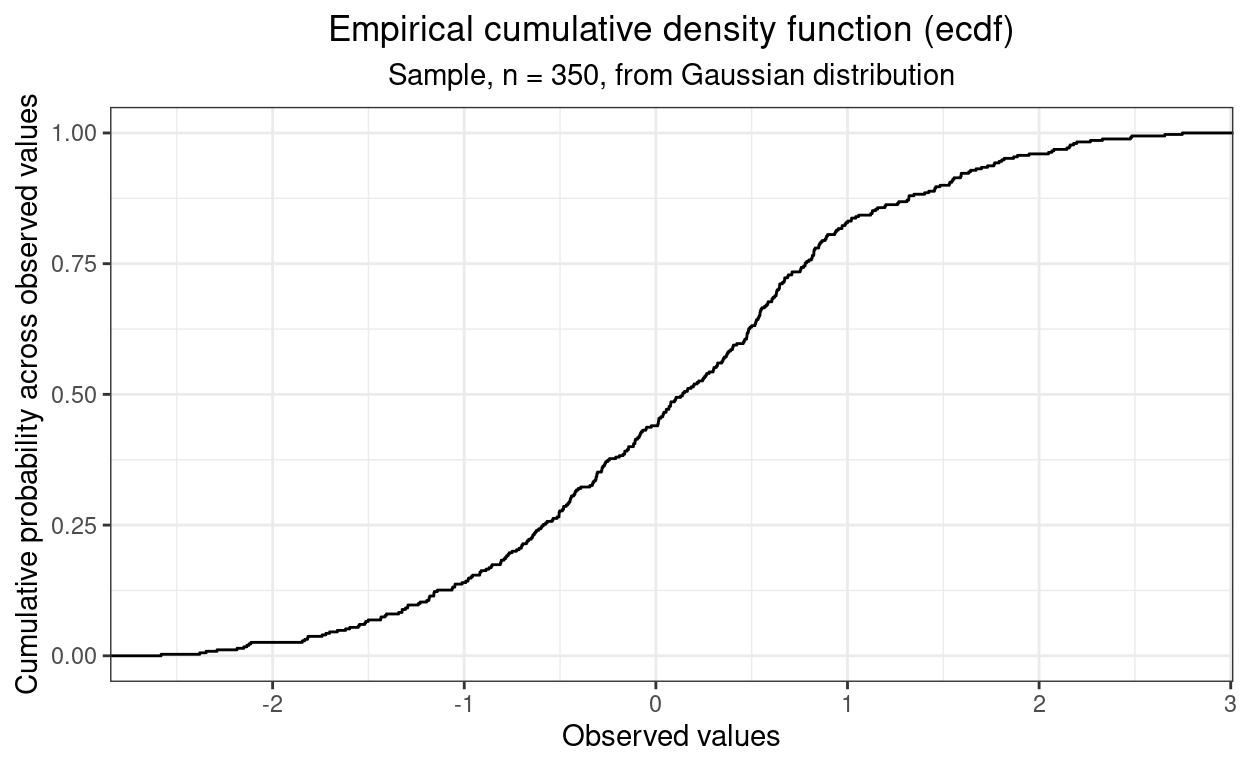 Empirical cumulative density function (ecdf)
Sample, n = 350, from Gaussian distribution
Cumulative probability across observed values
1.00
0.75
0.50
0.25
0.00
-2
-1
0
1
2
3
Observed values